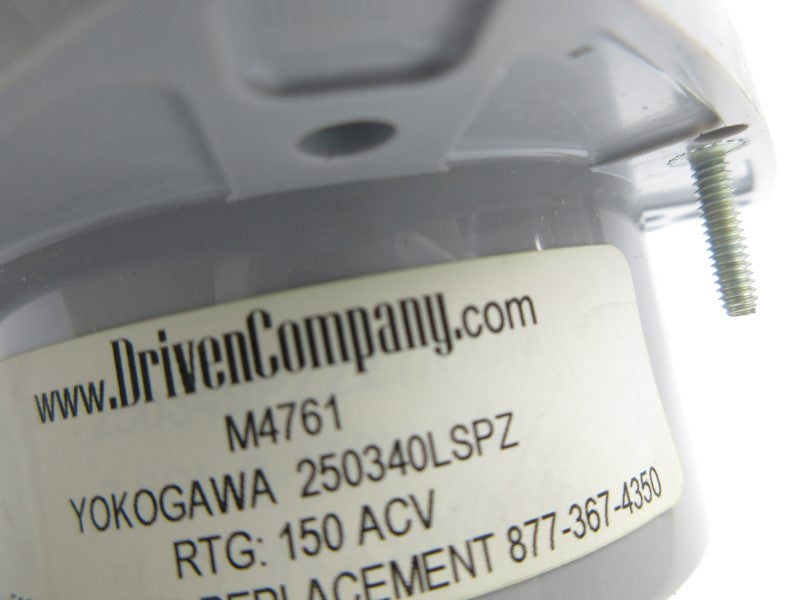 www.DrivenCompany.com
M4761
YOKOGAWA 250340LSPZ
RTG: 150 ACV
REPLACEMENT 877-367-4350